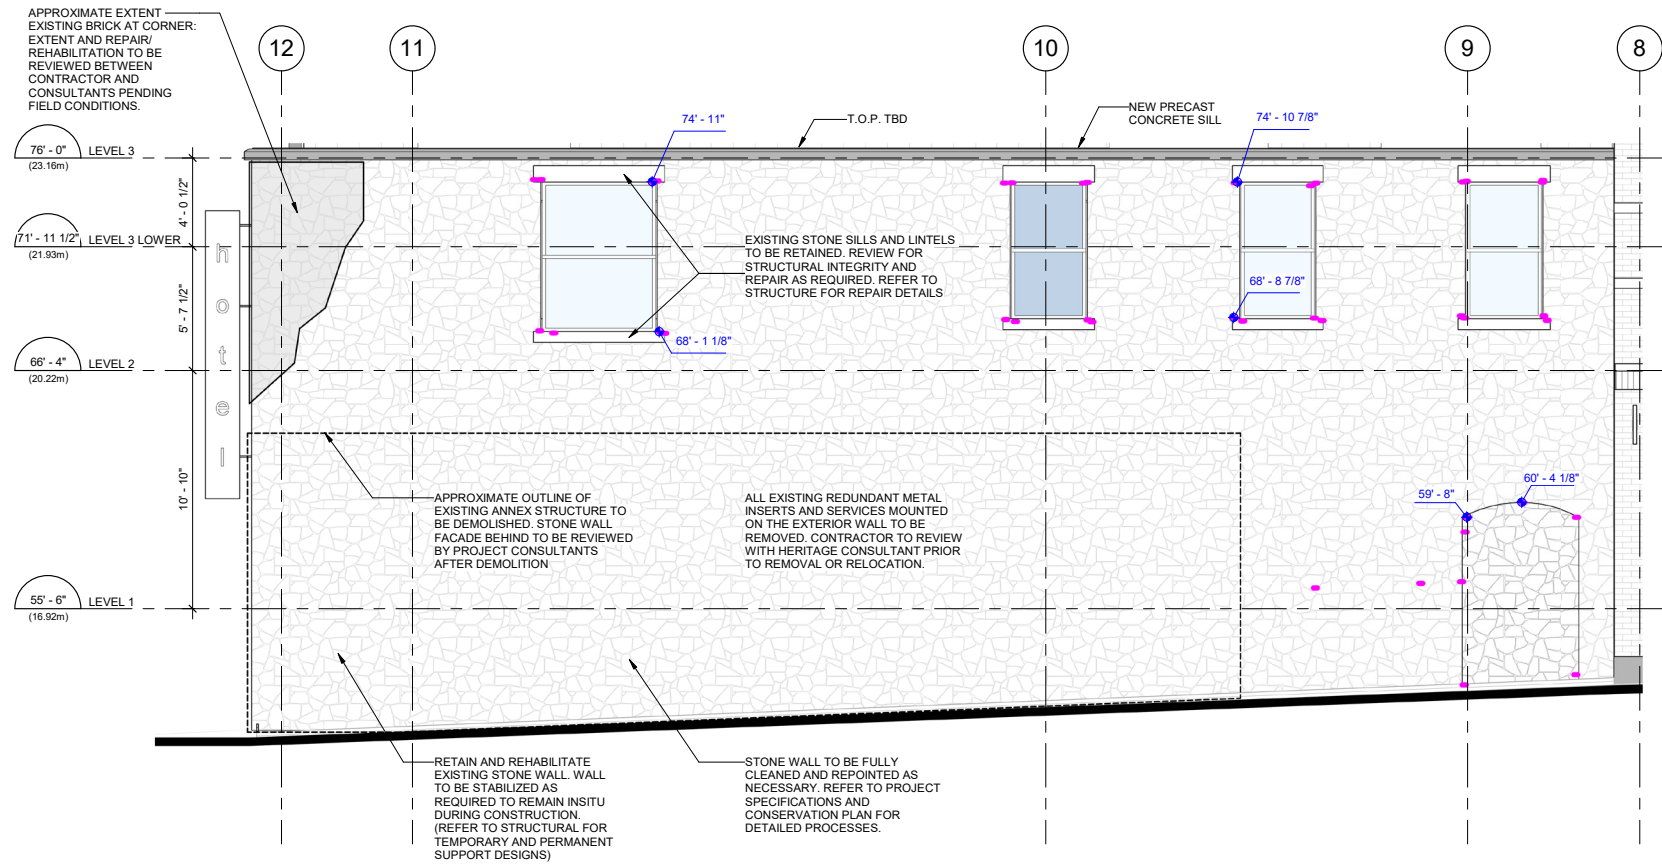 APPROXIMATE EXTENT
EXISTING BRICK AT CORNER:
EXTENT AND REPAIR/
REHABILITATION TO BE
REVIEWED BETWEEN
CONTRACTOR AND
CONSULTANTS PENDING
FIELD CONDITIONS.
12
11
10
9
8
74' - 11"
T.O.P. TBD
NEW PRECAST
CONCRETE SILL
74' - 10 7/8"
76' - 0"
LEVEL 3
(23.16m)
4' - 0 1/2"
71' - 11 1/2"
LEVEL 3 LOWER
(21.93m)
5' - 7 1/2"
66' - 4"
LEVEL 2
(20.22m)
10' - 10"
55' - 6"
LEVEL 1
(16.92m)
hotel
EXISTING STONE SILLS AND LINTELS
TO BE RETAINED. REVIEW FOR
STRUCTURAL INTEGRITY AND
REPAIR AS REQUIRED. REFER TO
STRUCTURE FOR REPAIR DETAILS
68' - 8 7/8"
68' - 1 1/8"
APPROXIMATE OUTLINE OF
EXISTING ANNEX STRUCTURE TO
BE DEMOLISHED. STONE WALL
FACADE BEHIND TO BE REVIEWED
BY PROJECT CONSULTANTS
AFTER DEMOLITION
ALL EXISTING REDUNDANT METAL
INSERTS AND SERVICES MOUNTED
ON THE EXTERIOR WALL TO BE
REMOVED. CONTRACTOR TO REVIEW
WITH HERITAGE CONSULTANT PRIOR
TO REMOVAL OR RELOCATION.
59' - 8"
60' - 4 1/8"
RETAIN AND REHABILITATE
EXISTING STONE WALL. WALL
TO BE STABILIZED AS
REQUIRED TO REMAIN INSITU
DURING CONSTRUCTION.
(REFER TO STRUCTURAL FOR
TEMPORARY AND PERMANENT
SUPPORT DESIGNS)
STONE WALL TO BE FULLY
CLEANED AND REPOINTED AS
NECESSARY. REFER TO PROJECT
SPECIFICATIONS AND
CONSERVATION PLAN FOR
DETAILED PROCESSES.